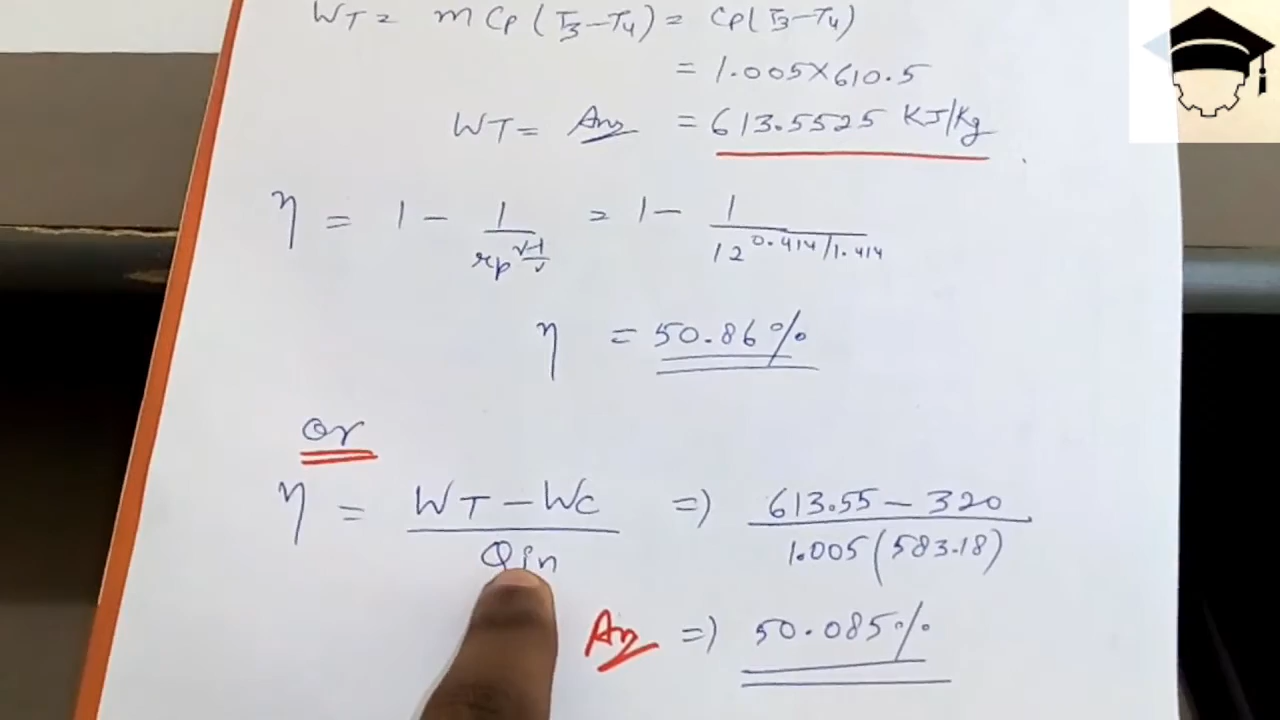 WT = m Cp (T3-T4) = Cp(T3-T4)
= 1.005×610.5
WT = Ans = 613.5525 KJ/Kg
η = 1 - 1/rp^(γ-1/γ) = 1 - 1/12^(0.414/1.414)
η = 50.86%
Or
η = WT - WC / Qin => 613.55 - 320 / 1.005(583.18)
Ans => 50.085%